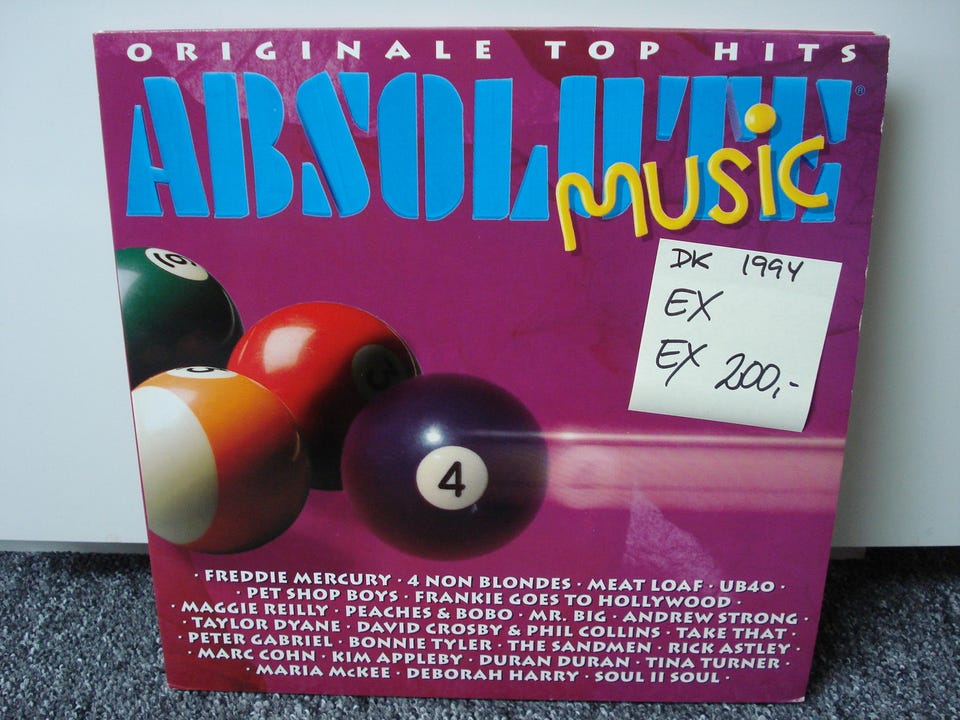 ORIGINALE TOP HITS
ABSOLUTE®
MUSIC
DK 1994
EX
EX 200,-
6
3
4
· FREDDIE MERCURY · 4 NON BLONDES · MEAT LOAF · UB40 ·
· PET SHOP BOYS · FRANKIE GOES TO HOLLYWOOD ·
· MAGGIE REILLY · PEACHES & BOBO · MR. BIG · ANDREW STRONG ·
· TAYLOR DYANE · DAVID CROSBY & PHIL COLLINS · TAKE THAT ·
· PETER GABRIEL · BONNIE TYLER · THE SANDMEN · RICK ASTLEY ·
· MARC COHN · KIM APPLEBY · DURAN DURAN · TINA TURNER ·
· MARIA McKEE · DEBORAH HARRY · SOUL II SOUL ·